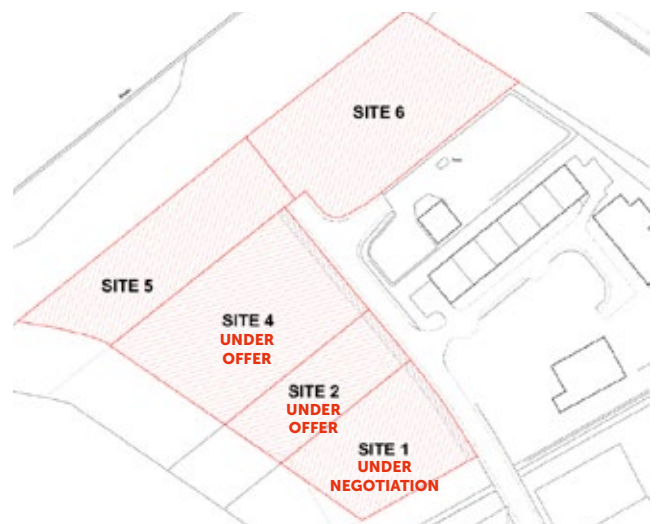 SITE 6
SITE 5
SITE 4
UNDER
OFFER
SITE 2
UNDER
OFFER
SITE 1
UNDER
NEGOTIATION